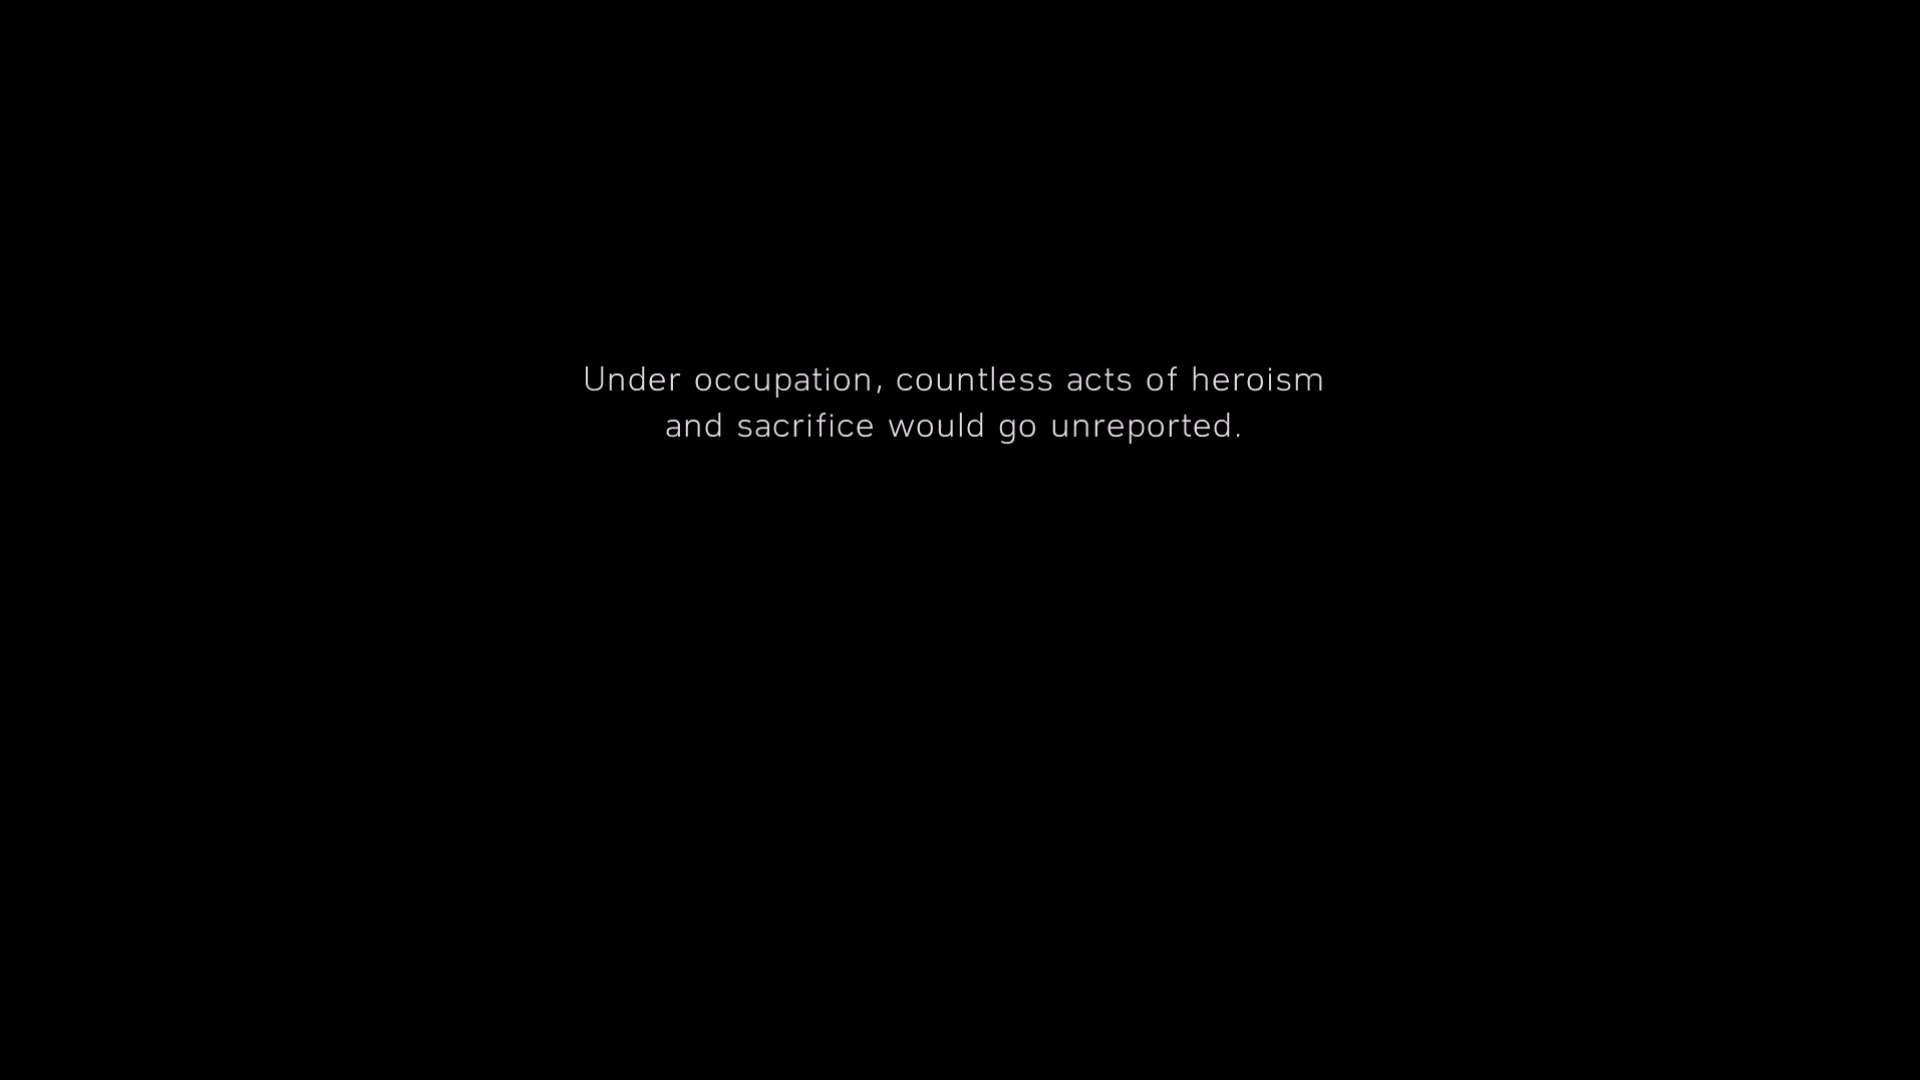 Under occupation, countless acts of heroism
and sacrifice would go unreported.